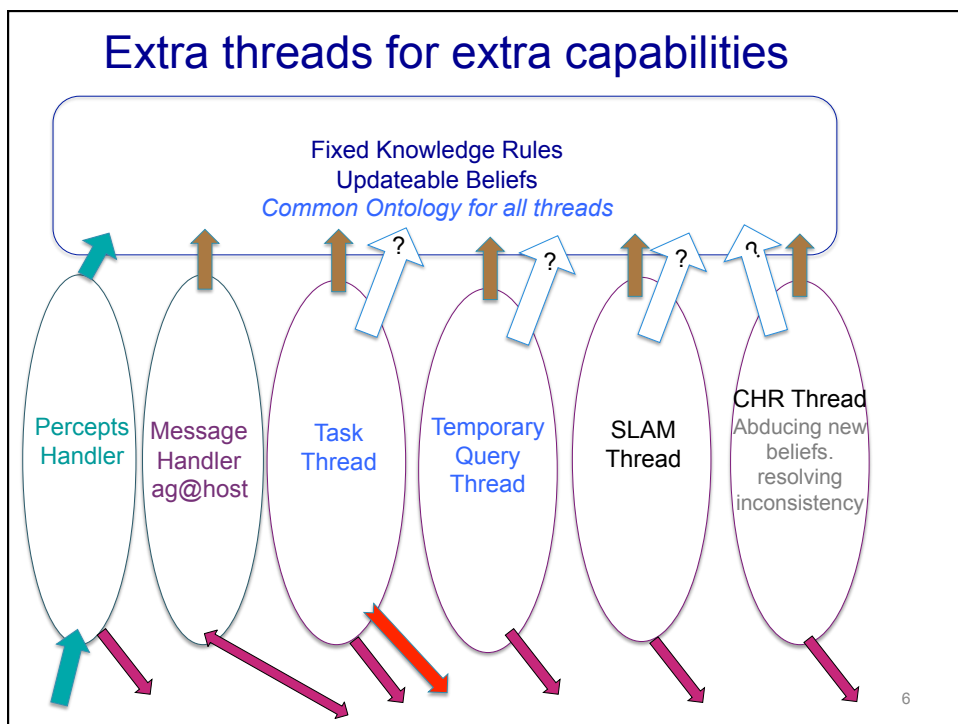 Extra threads for extra capabilities
Fixed Knowledge Rules
Updateable Beliefs
Common Ontology for all threads
?
?
?
?
Percepts
Handler
Message
Handler
ag@host
Task
Thread
Temporary
Query
Thread
SLAM
Thread
CHR Thread
Abducing new
beliefs.
resolving
inconsistency
6